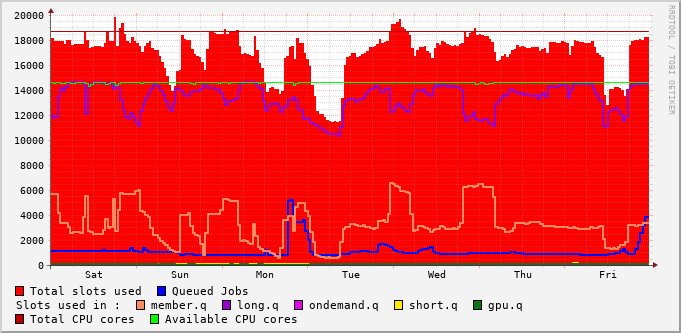 RRDTOOL / TOBI OETIKER
20000
18000
16000
14000
12000
10000
8000
6000
4000
2000
0
Sat Sun Mon Tue Wed Thu Fri
Total slots used Queued Jobs
Slots used in : member.q long.q ondemand.q short.q gpu.q
Total CPU cores Available CPU cores